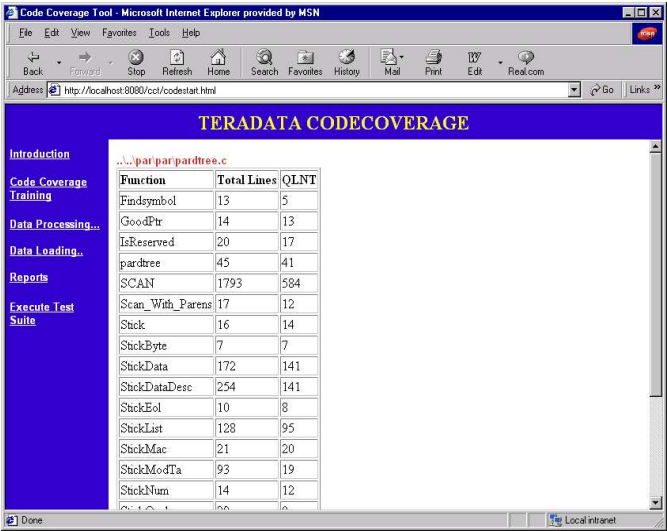 Code Coverage Tool - Microsoft Internet Explorer provided by MSN
File Edit View Favorites Tools Help
msn
Back Forward Stop Refresh Home Search Favorites History Mail Print Edit Real.com
Address http://localhost:8080/cct/codestart.html Go Links »
TERADATA CODECOVERAGE
Introduction
Code Coverage
Training
Data Processing...
Data Loading..
Reports
Execute Test
Suite
..\..\par\par\pardtree.c
Function Total Lines QLNT
Findsymbol 13 5
GoodPtr 14 13
IsReserved 20 17
pardtree 45 41
SCAN 1793 584
Scan_With_Parens 17 12
Stick 16 14
StickByte 7 7
StickData 172 141
StickDataDesc 254 141
StickEol 10 8
StickList 128 95
StickMac 21 20
StickModTa 93 19
StickNum 14 12
Done Local intranet